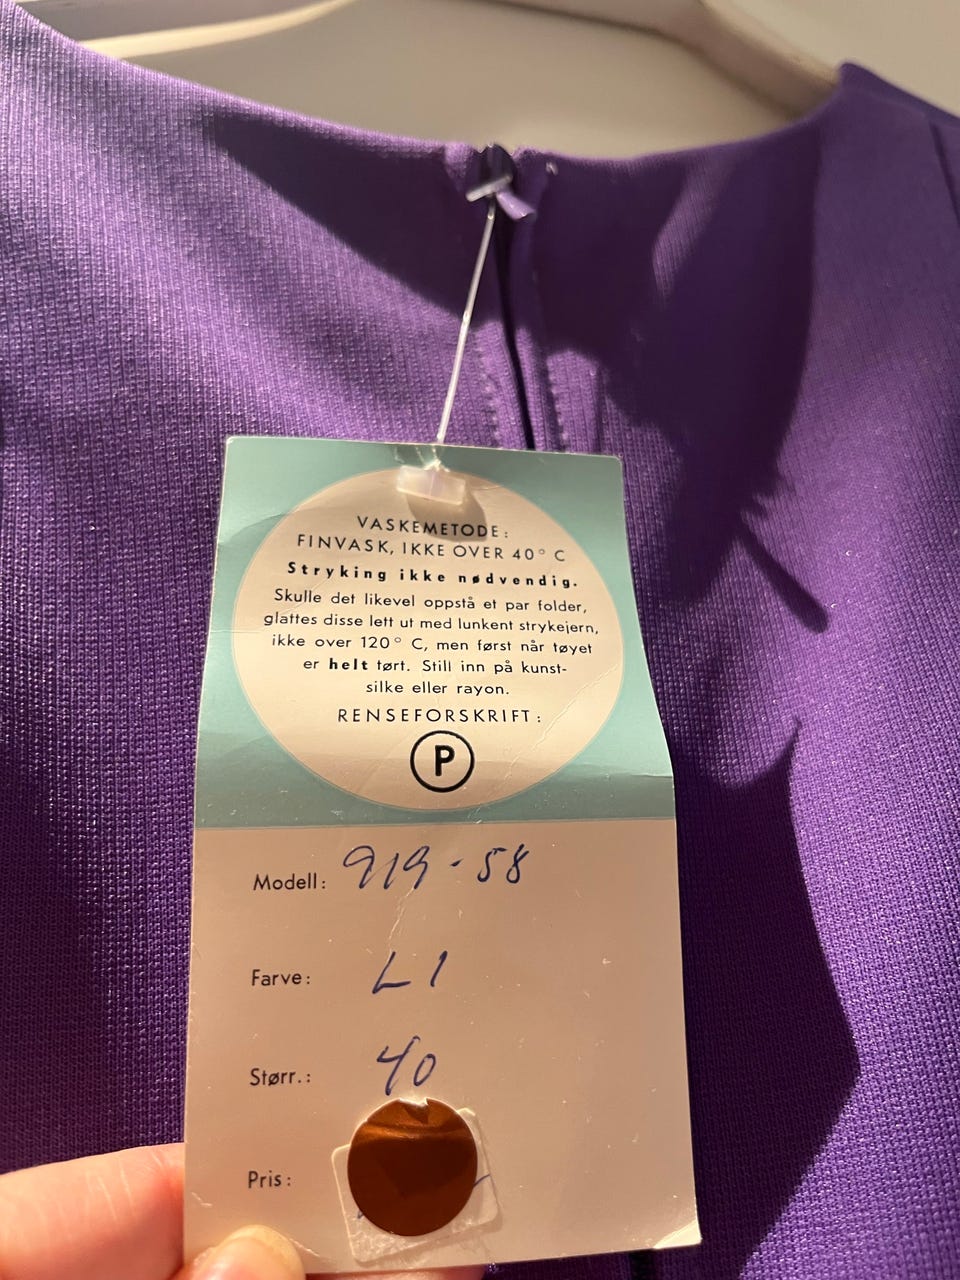 VASKEMETODE:
FINVASK, IKKE OVER 40° C
Stryking ikke nødvendig.
Skulle det likevel oppstå et par folder,
glattes disse lett ut med lunkent strykejern,
ikke over 120° C, men først når tøyet
er helt tørt. Still inn på kunst-
silke eller rayon.
RENSEFORSKRIFT:
P
Modell: 919-58
Farve: LI
Størr.: 40
Pris: